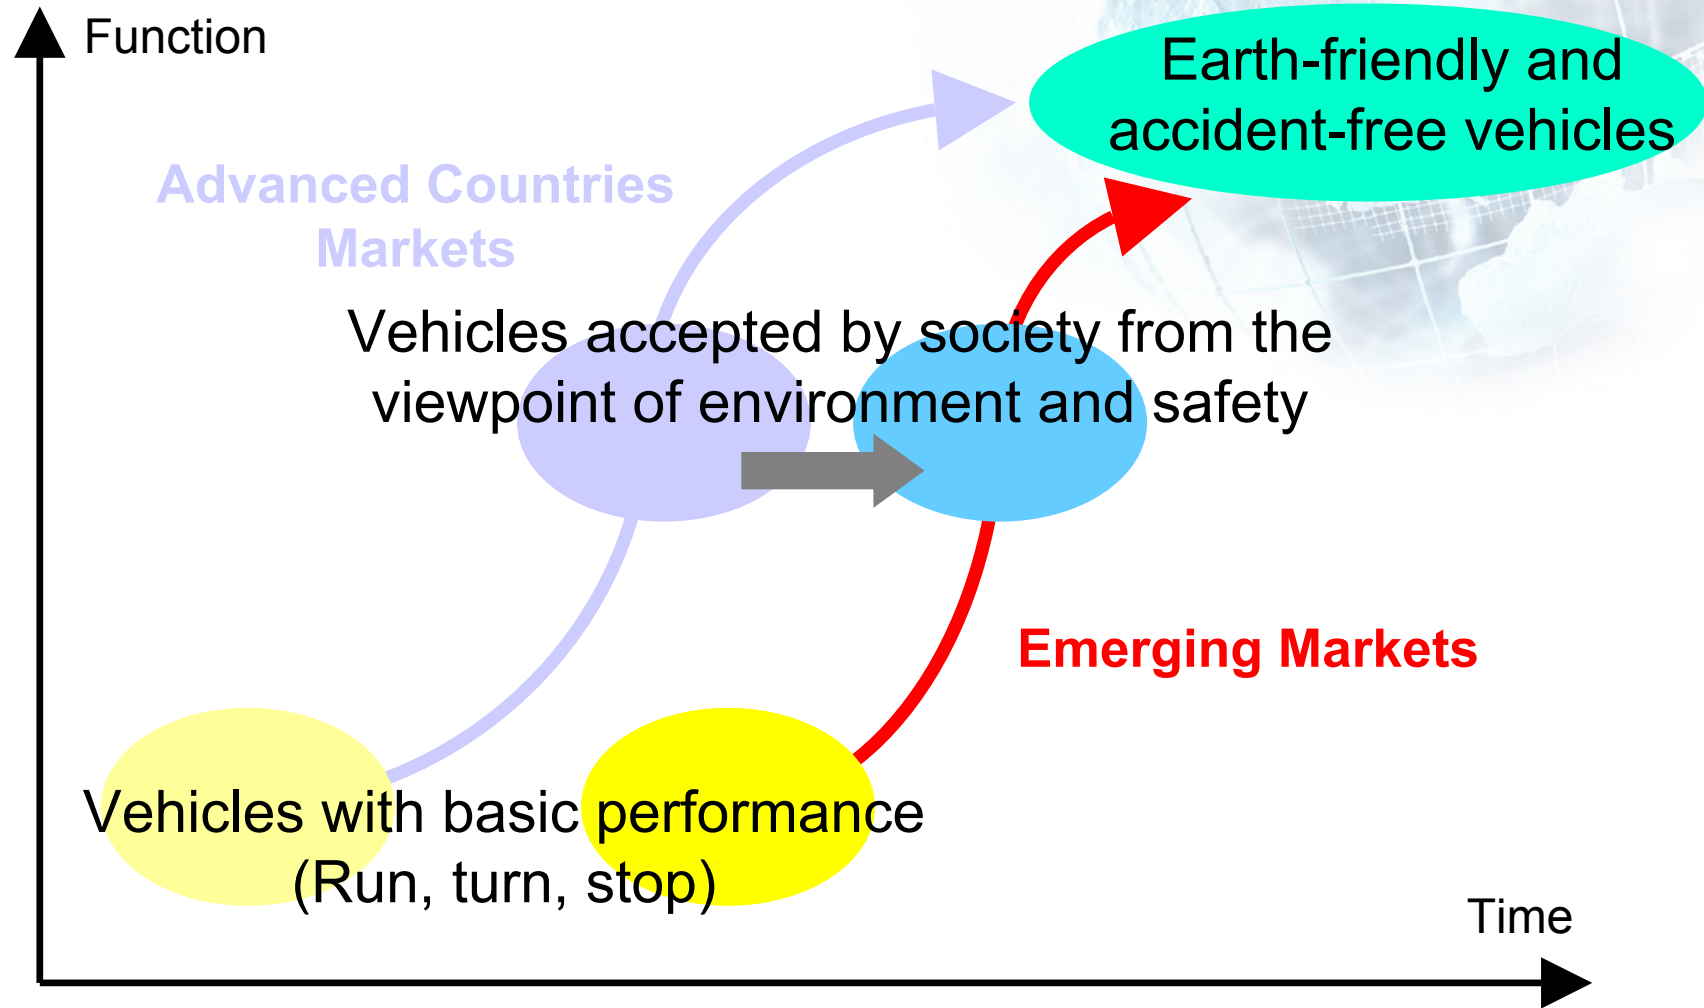 Function
Earth-friendly and
accident-free vehicles
Advanced Countries
Markets
Vehicles accepted by society from the
viewpoint of environment and safety
Emerging Markets
Vehicles with basic performance
(Run, turn, stop)
Time